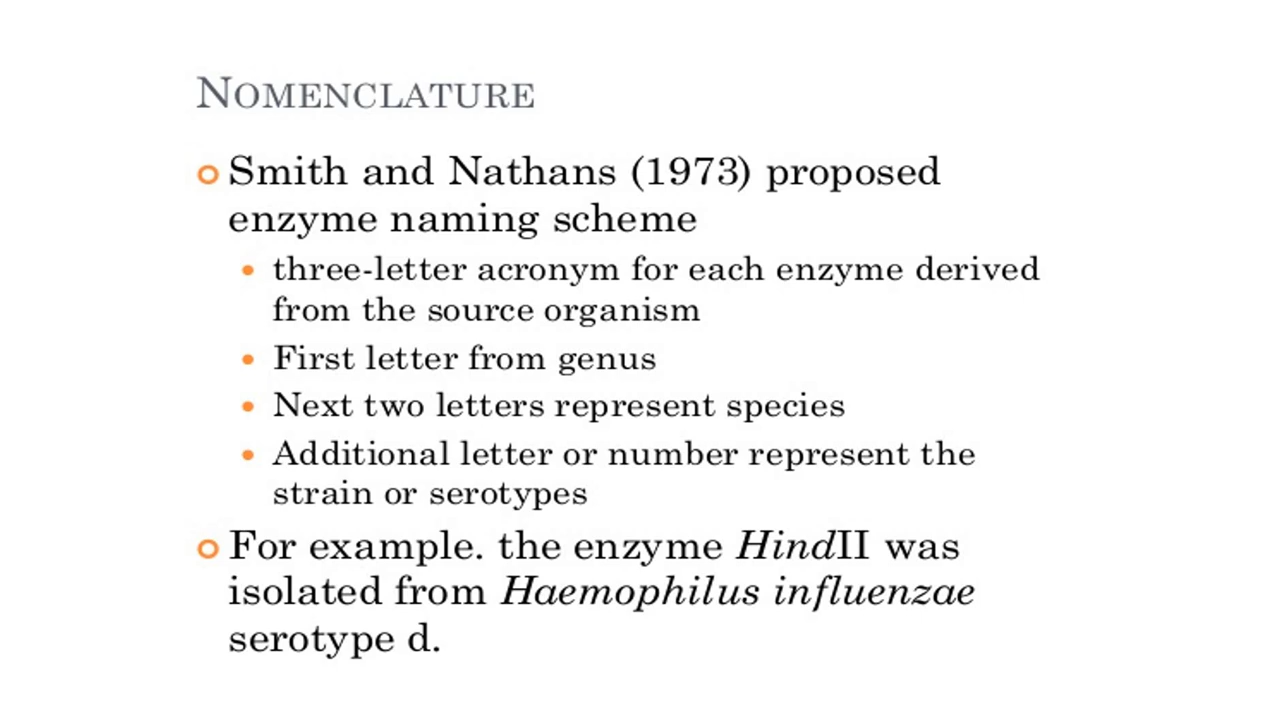 NOMENCLATURE
Smith and Nathans (1973) proposed
enzyme naming scheme
three-letter acronym for each enzyme derived
from the source organism
First letter from genus
Next two letters represent species
Additional letter or number represent the
strain or serotypes
For example. the enzyme HindII was
isolated from Haemophilus influenzae
serotype d.